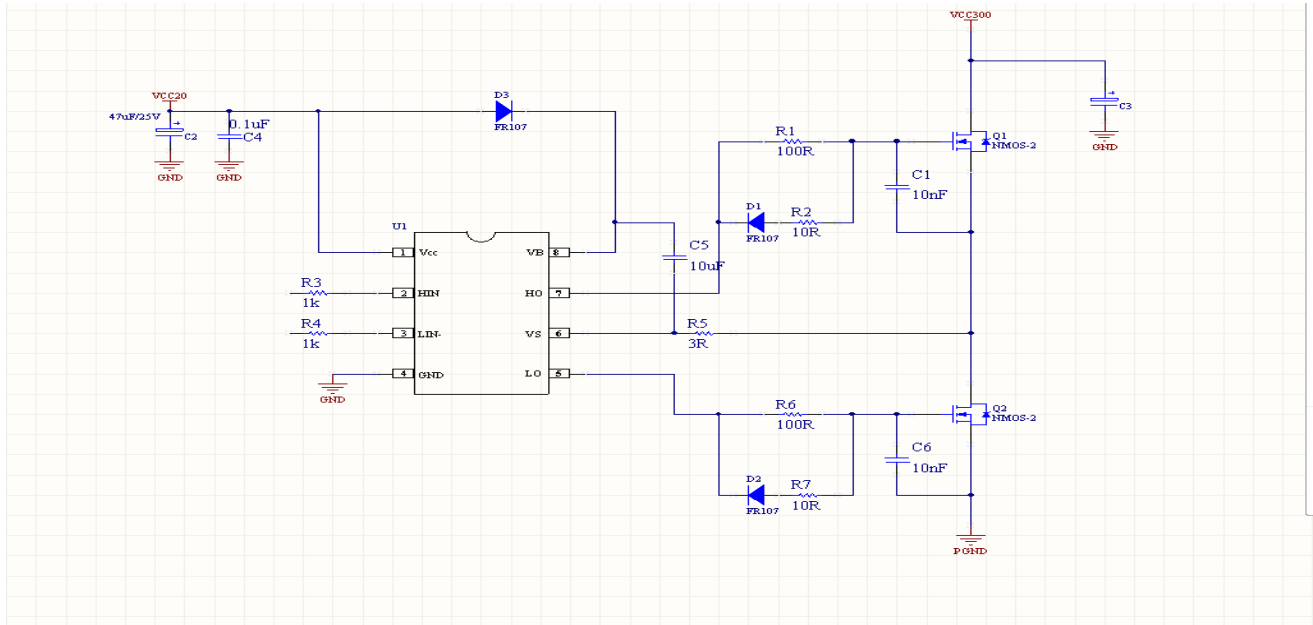 VCC300
VCC20
47uF/25V
C2
GND
0.1uF
C4
GND
D3
FR107
C3
GND
R1
100R
Q1
NMOS-2
C1
10nF
D1
FR107
R2
10R
U1
1 Vcc
2 HIN
3 LIN-
4 GND
VB 8
HO 7
VS 6
LO 5
C5
10uF
R3
1k
R4
1k
GND
R5
3R
R6
100R
Q2
NMOS-2
C6
10nF
D2
FR107
R7
10R
PGND